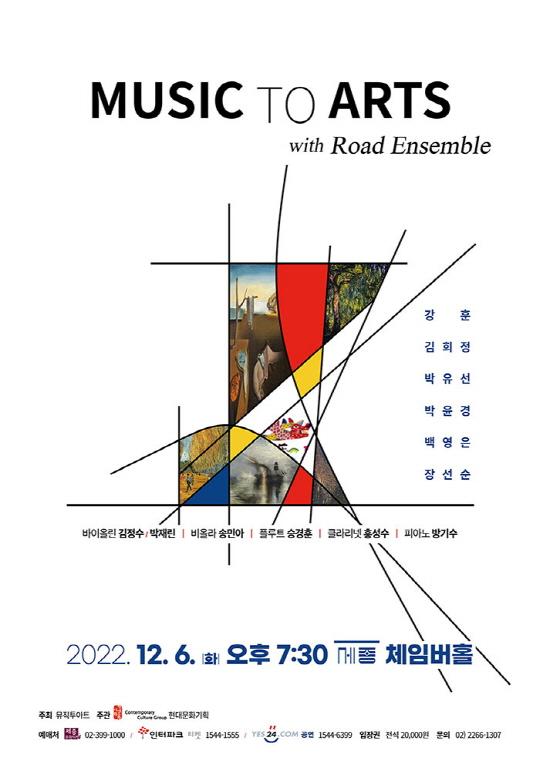 MUSIC TO ARTS
with Road Ensemble
강 훈
김 희 정
박 유 선
박 윤 경
백 영 은
장 선 순
바이올린 김정수 / 박재린 | 비올라 송민아 | 플루트 승경훈 | 클라리넷 홍성수 | 피아노 방기수
2022. 12. 6. (화) 오후 7:30 세종 체임버홀
주최 뮤직투아트 주관 Contemporary Culture Group 현대문화기획
예매처 02-399-1000 / 인터파크 티켓 1544-1555 / YES24.COM 공연 1544-6399 입장권 전석 20,000원 문의 02) 2266-1307